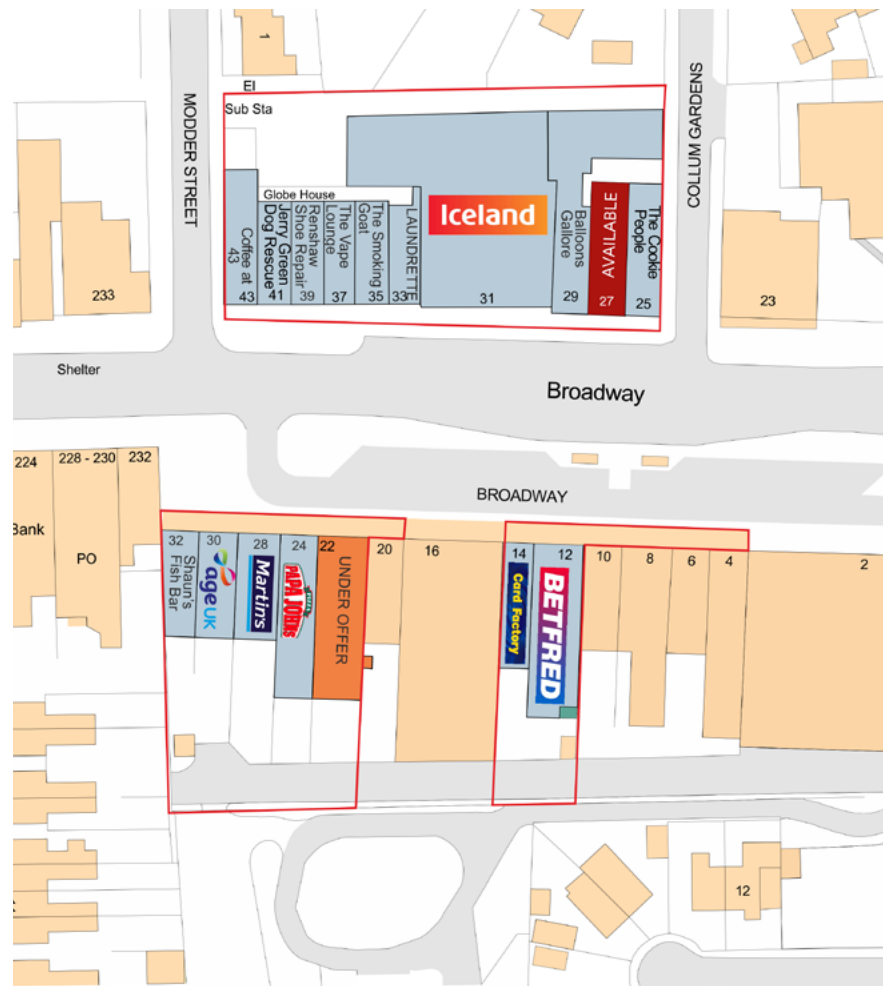 1
El
Sub Sta
MODDER STREET
COLLUM GARDENS
Globe House
Coffee at
43
43
Jerry Green
Dog Rescue
41
Renshaw
Shoe Repair
39
The Vape
Lounge
37
The Smoking
Goat
35
LAUNDRETTE
33
Iceland
31
Balloons
Gallore
29
AVAILABLE
27
The Cookie
People
25
233
23
Shelter
Broadway
BROADWAY
224
228 - 230
232
Bank
PO
32
Shaun's
Fish Bar
30
age UK
28
Martin's
24
PAPA JOHNS
PIZZA
22
UNDER OFFER
20
16
14
Card Factory
12
BETFRED
10
8
6
4
2
12